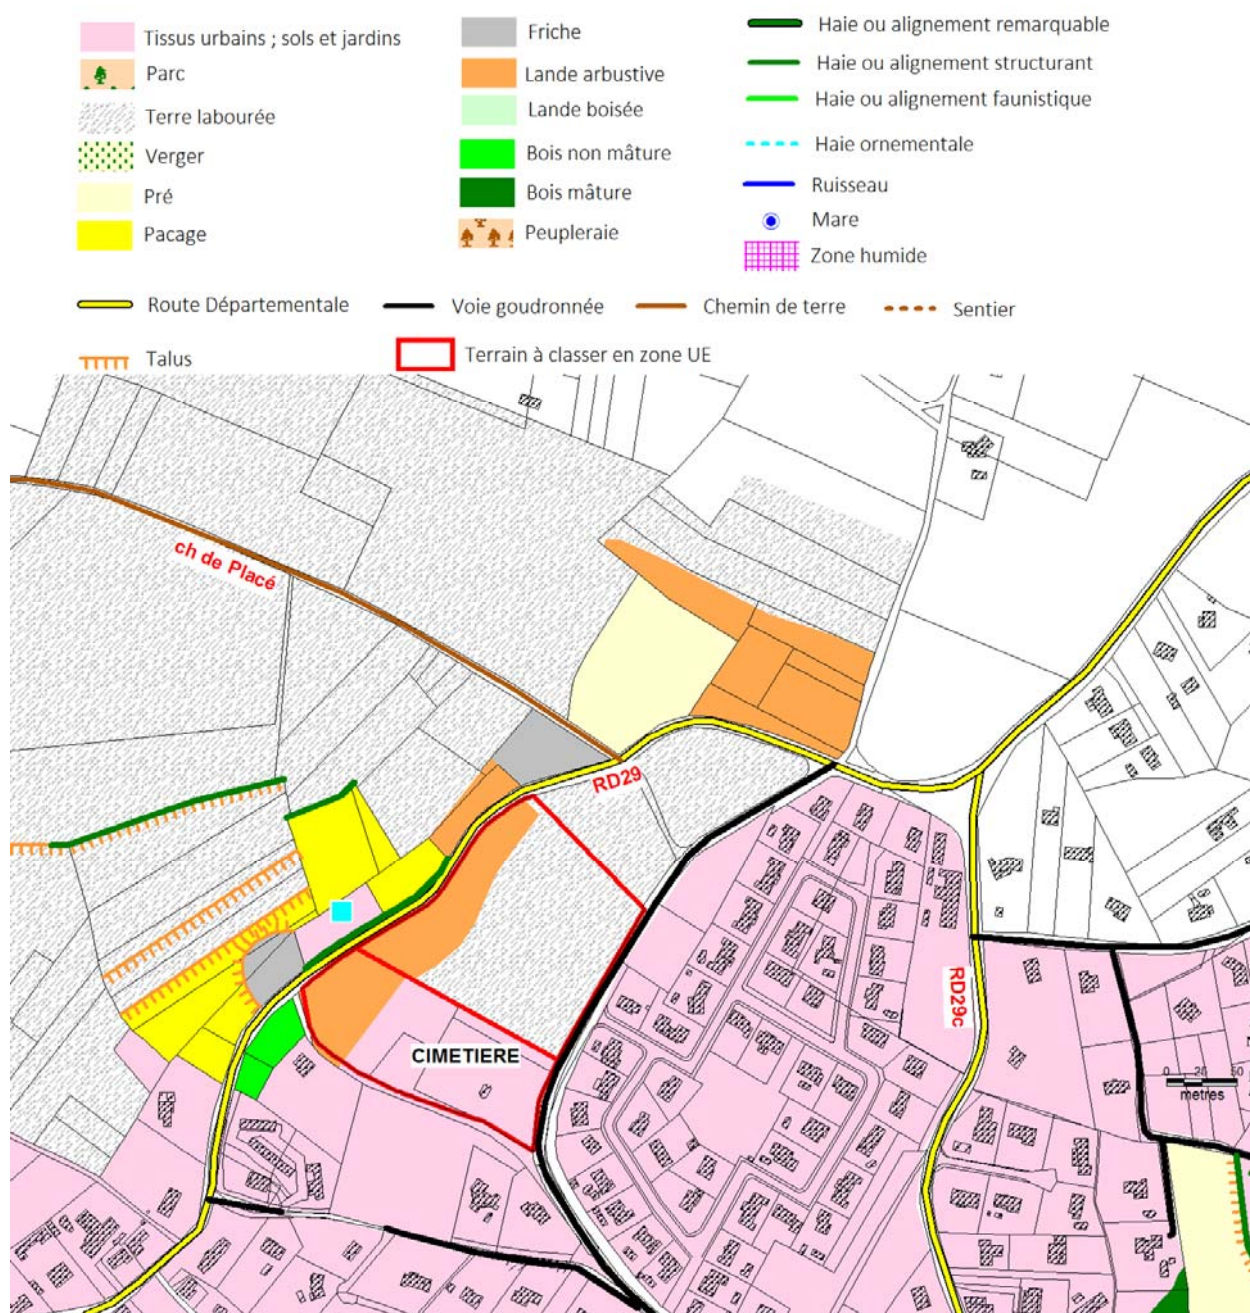 Tissus urbains ; sols et jardins
Parc
Terre labourée
Verger
Pré
Pacage
Friche
Lande arbustive
Lande boisée
Bois non mâture
Bois mâture
Peupleraie
Haie ou alignement remarquable
Haie ou alignement structurant
Haie ou alignement faunistique
Haie ornementale
Ruisseau
Mare
Zone humide
Route Départementale
Voie goudronnée
Chemin de terre
Sentier
Talus
Terrain à classer en zone UE
ch de Placé
RD29
RD29c
CIMETIERE
0 20 50
metres